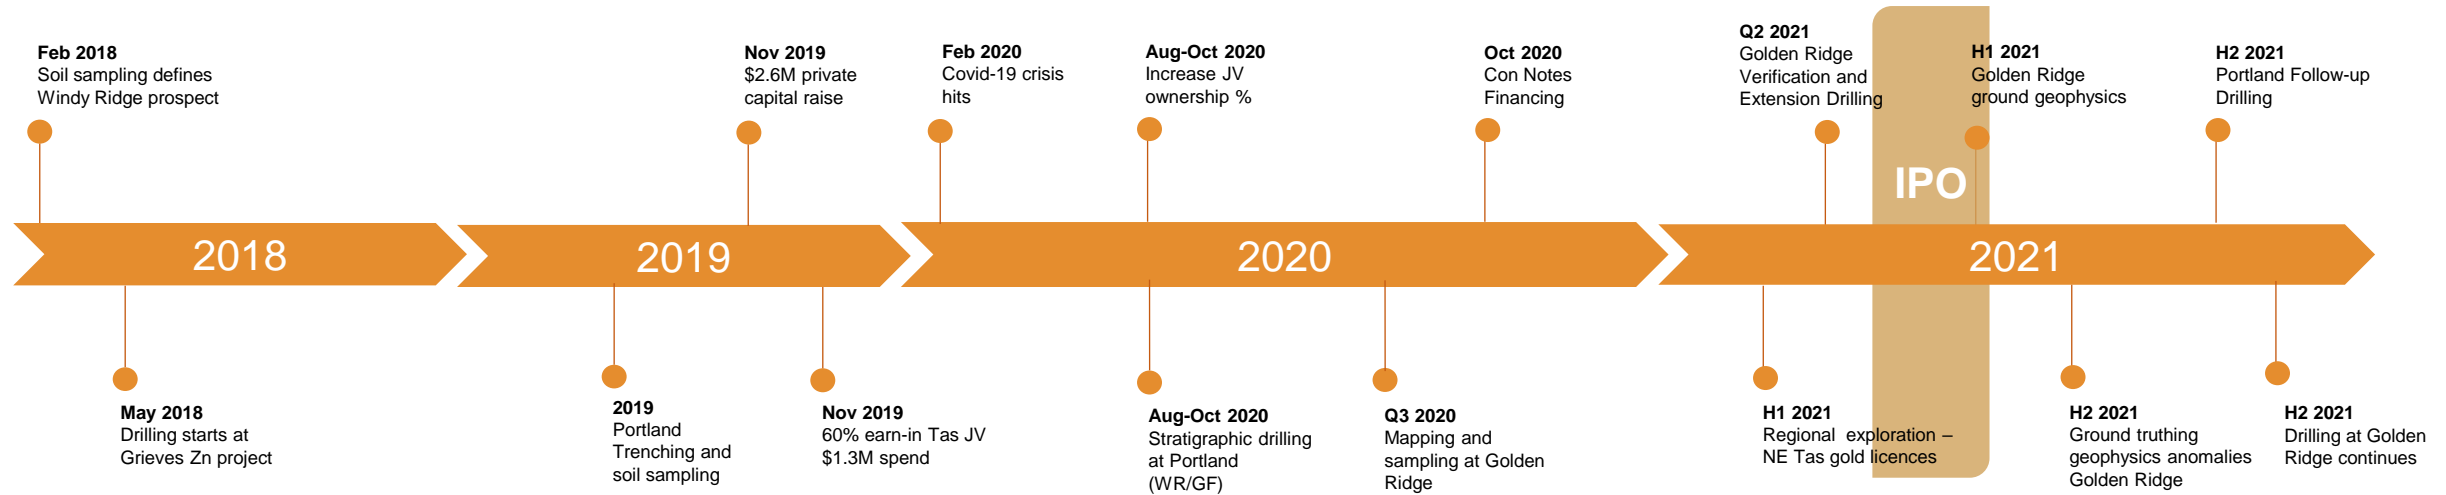 Feb 2018
Soil sampling defines
Windy Ridge prospect
Nov 2019
$2.6M private
capital raise
Feb 2020
Covid-19 crisis
hits
Aug-Oct 2020
Increase JV
ownership %
Oct 2020
Con Notes
Financing
Q2 2021
Golden Ridge
Verification and
Extension Drilling
H1 2021
Golden Ridge
ground geophysics
H2 2021
Portland Follow-up
Drilling
IPO
2018
2019
2020
2021
May 2018
Drilling starts at
Grieves Zn project
2019
Portland
Trenching and
soil sampling
Nov 2019
60% earn-in Tas JV
$1.3M spend
Aug-Oct 2020
Stratigraphic drilling
at Portland
(WR/GF)
Q3 2020
Mapping and
sampling at Golden
Ridge
H1 2021
Regional exploration –
NE Tas gold licences
H2 2021
Ground truthing
geophysics anomalies
Golden Ridge
H2 2021
Drilling at Golden
Ridge continues